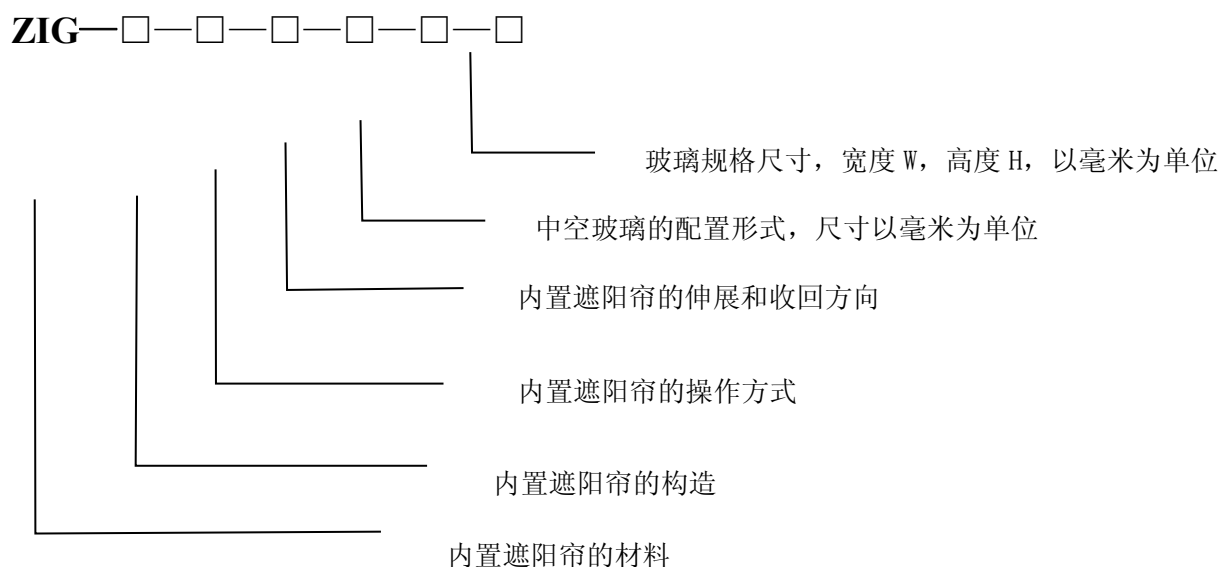 ZIG—□—□—□—□—□—□
玻璃规格尺寸，宽度 W，高度 H，以毫米为单位
中空玻璃的配置形式，尺寸以毫米为单位
内置遮阳帘的伸展和收回方向
内置遮阳帘的操作方式
内置遮阳帘的构造
内置遮阳帘的材料